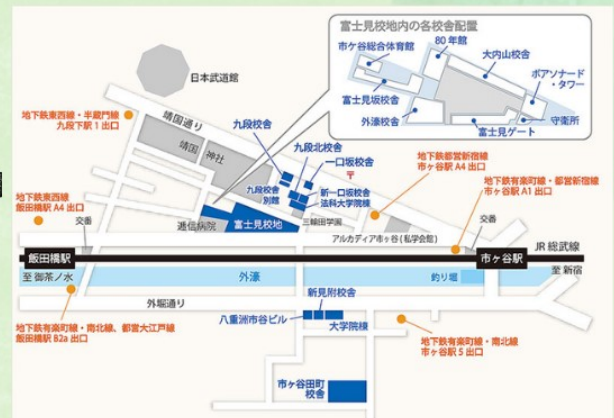 富士見校地内の各校舎配置
市ケ谷総合体育館
80年館
大内山校舎
ボアソナード
・タワー
富士見坂校舎
外濠校舎
富士見ゲート
守衛所
日本武道館
地下鉄東西線・半蔵門線
九段下駅 1 出口
靖国通り
靖国
神社
九段校舎
九段北校舎
一口坂校舎
地下鉄都営新宿線
市ヶ谷駅 A4 出口
九段校舎
別館
新一口坂校舎
法科大学院棟
地下鉄有楽町線・都営新宿線
市ヶ谷駅 A1 出口
地下鉄東西線
飯田橋駅 A4 出口
交番
逓信病院
富士見校地
三輪田学園
アルカディア市ヶ谷(私学会館)
交番
JR 総武線
飯田橋駅
市ヶ谷駅
至 御茶ノ水
外濠
釣り堀
至 新宿
外堀通り
地下鉄有楽町線・南北線、都営大江戸線
飯田橋駅 B2a 出口
新見附校舎
八重洲市谷ビル
大学院棟
地下鉄有楽町線・南北線
市ヶ谷駅 5 出口
市ヶ谷田町
校舎